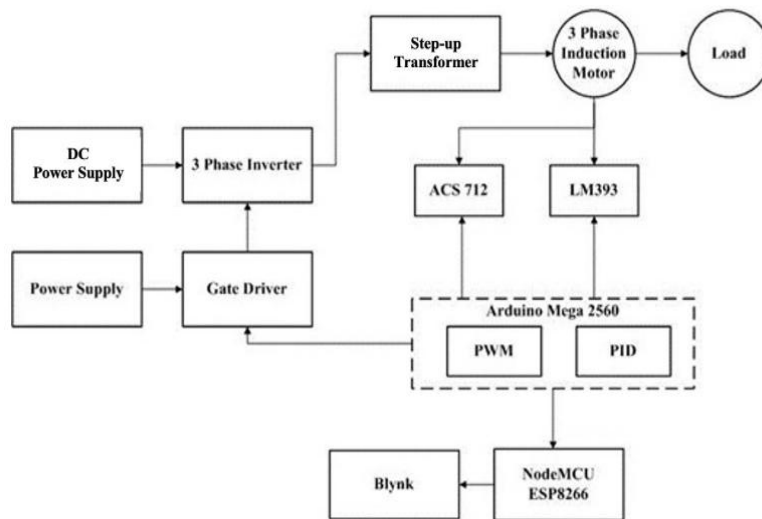 Step-up
Transformer
3 Phase
Induction
Motor
Load
DC
Power Supply
3 Phase Inverter
ACS 712
LM393
Power Supply
Gate Driver
Arduino Mega 2560
PWM
PID
Blynk
NodeMCU
ESP8266